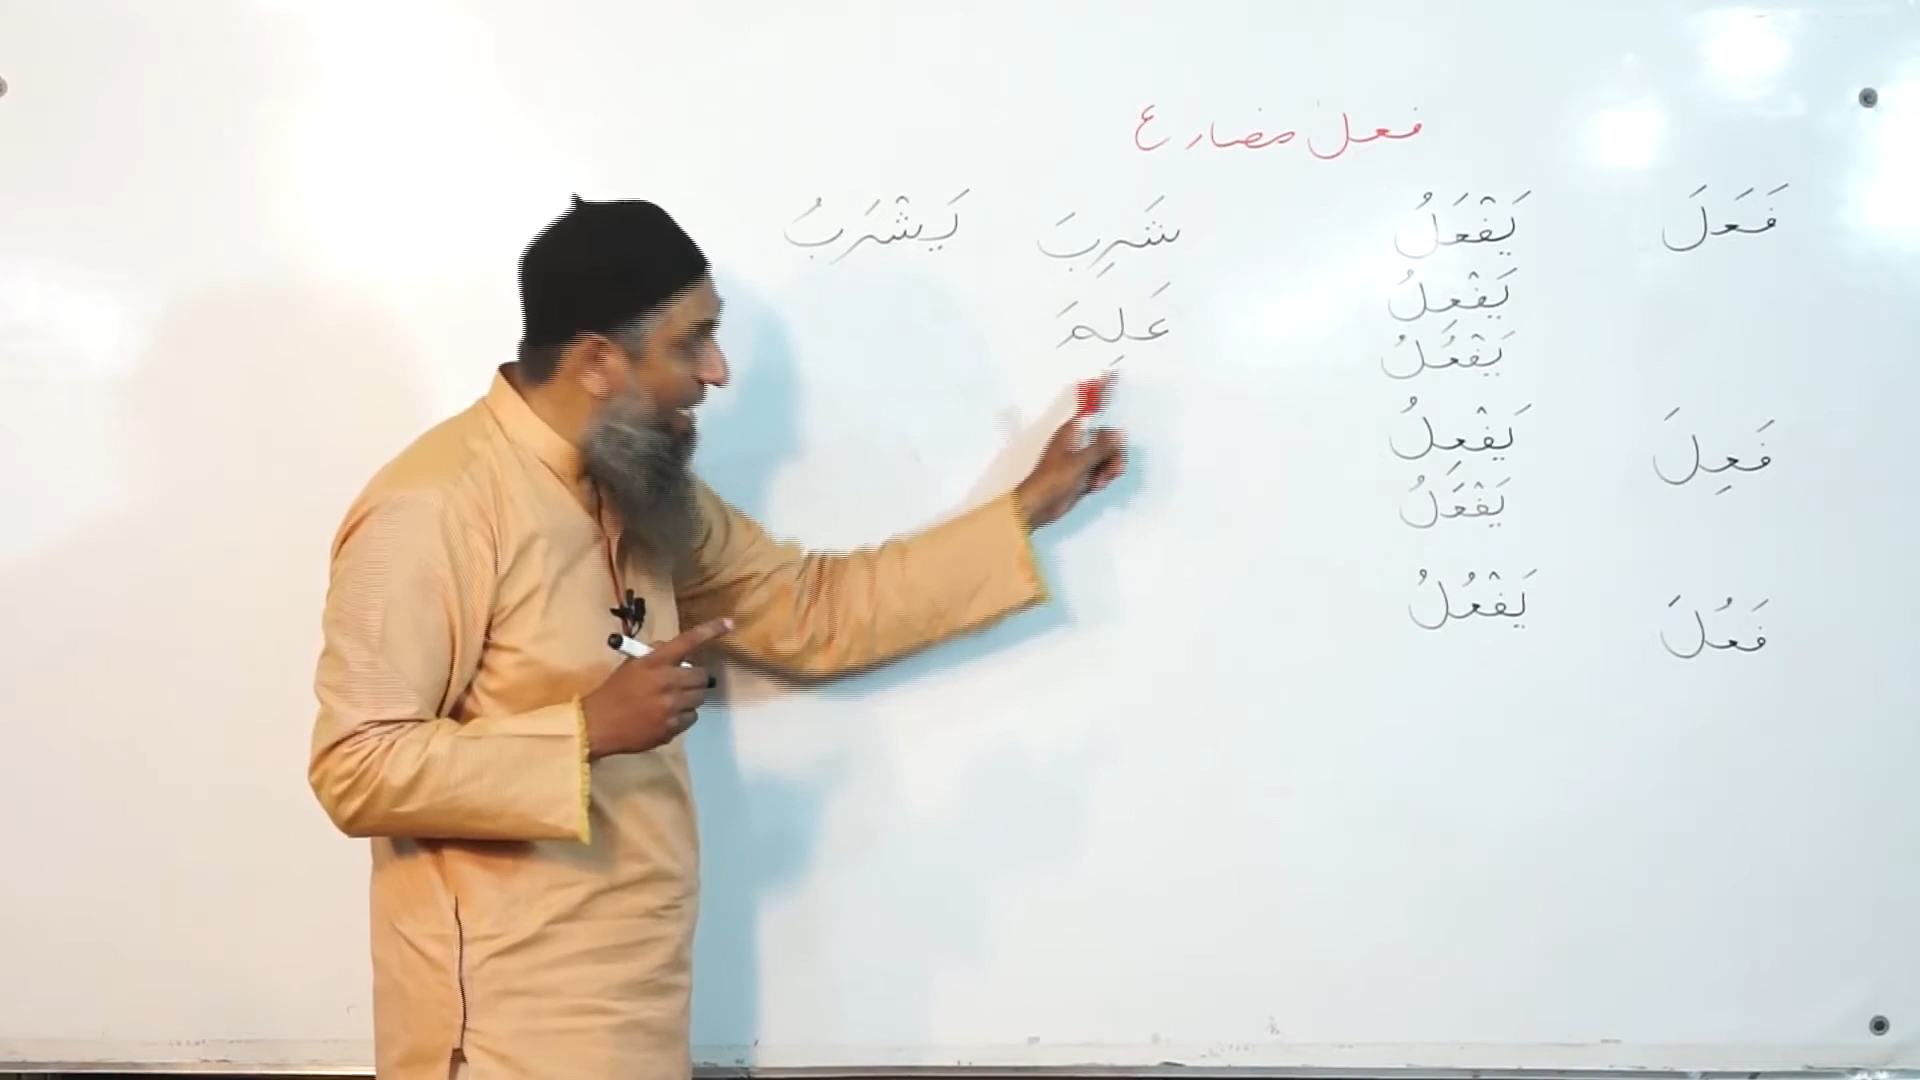 فعل مضارع
فَعَلَ يَفْعَلُ شَرِبَ يَشْرَبُ
يَفْعِلُ عَلِمَ
يَفْعُلُ
فَعِلَ يَفْعِلُ
يَفْعَلُ
فَعُلَ يَفْعُلُ